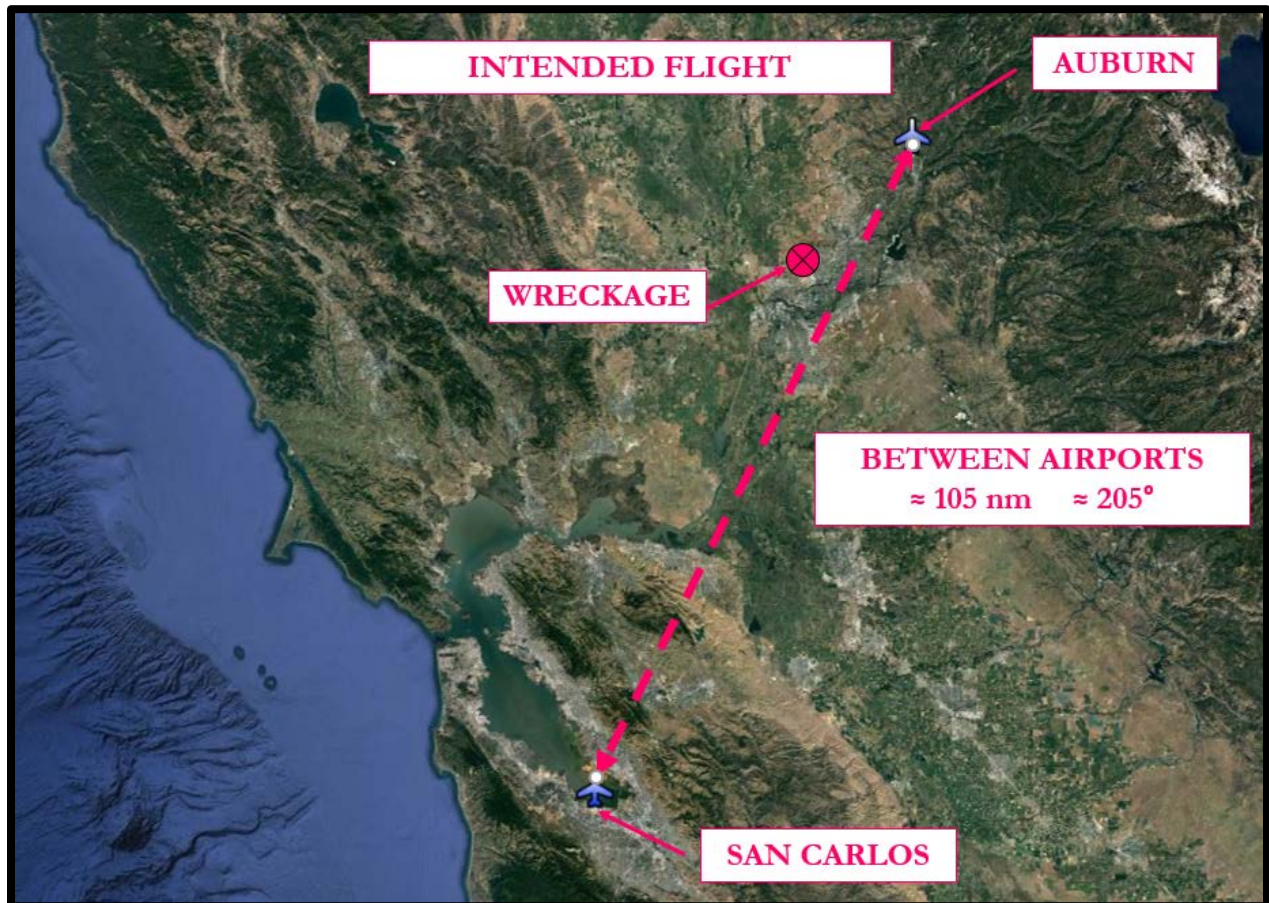 INTENDED FLIGHT
AUBURN
WRECKAGE
BETWEEN AIRPORTS
≈ 105 nm ≈ 205°
SAN CARLOS